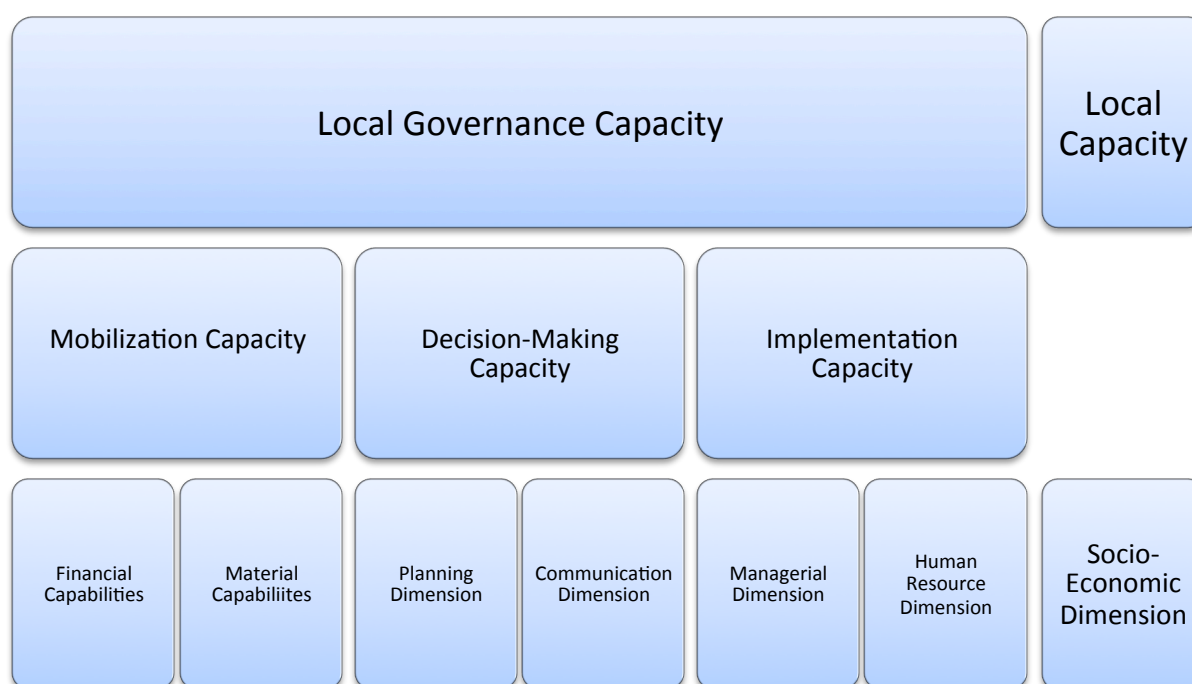 Local Governance Capacity
Local
Capacity
Mobilization Capacity
Decision-Making
Capacity
Implementation
Capacity
Financial
Capabilities
Material
Capabiliites
Planning
Dimension
Communication
Dimension
Managerial
Dimension
Human
Resource
Dimension
Socio-
Economic
Dimension